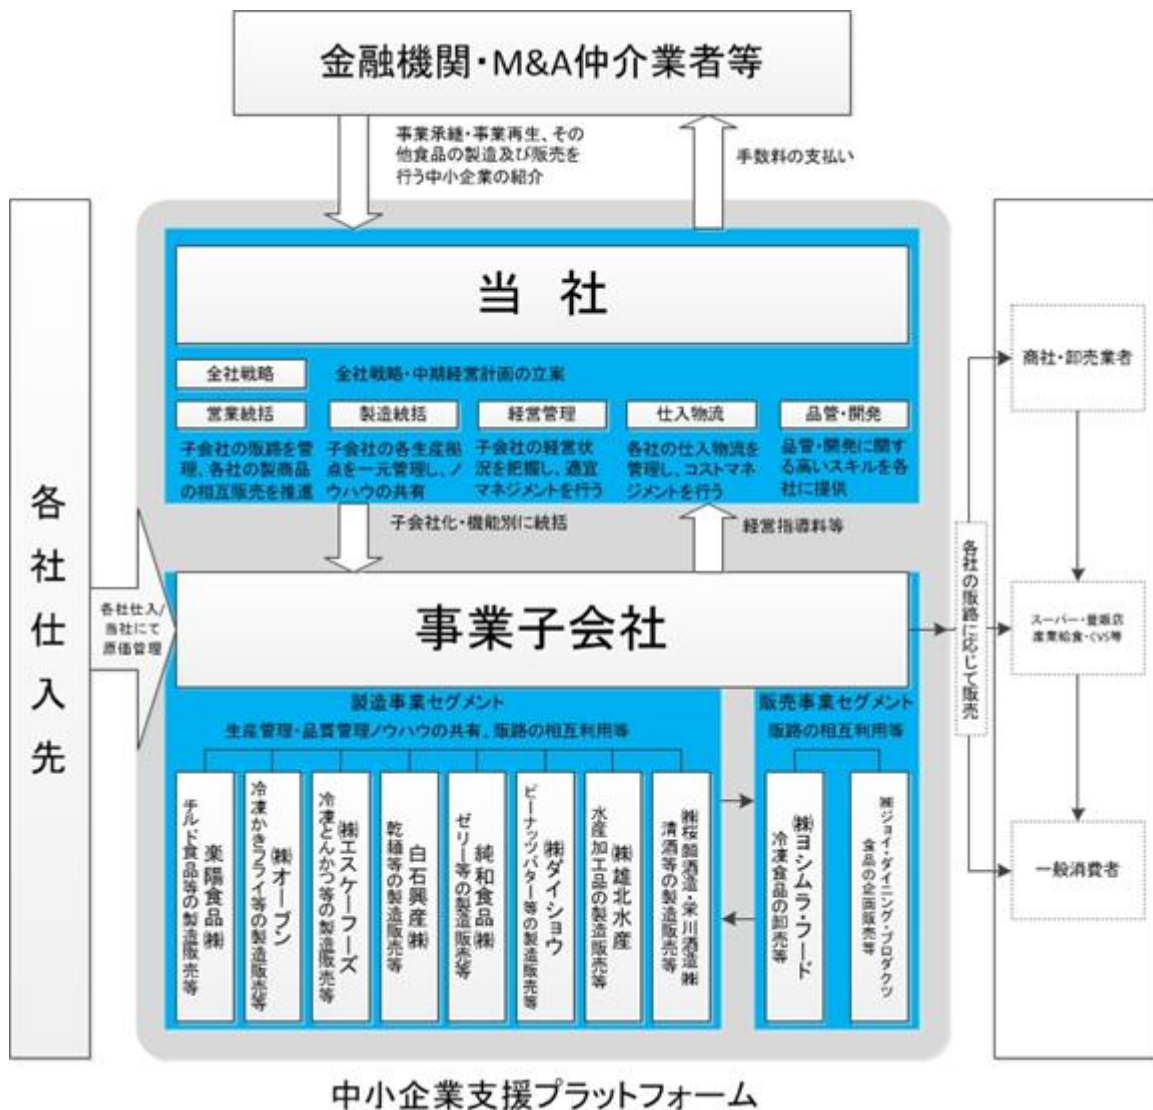 金融機関・M&A仲介業者等
事業承継・事業再生、その
他食品の製造及び販売を
行う中小企業の紹介
手数料の支払い
各社仕入先
各社仕入/
当社にて
原価管理
当 社
全社戦略
全社戦略・中期経営計画の立案
営業統括
子会社の販路を管
理、各社の製商品
の相互販売を推進
製造統括
子会社の各生産拠
点を一元管理し、ノ
ウハウの共有
経営管理
子会社の経営状
況を把握し、適宜
マネジメントを行う
仕入物流
各社の仕入物流を
管理し、コストマネ
ジメントを行う
品管・開発
品管・開発に関す
る高いスキルを各
社に提供
子会社化・機能別に統括
経営指導料等
事業子会社
製造事業セグメント
生産管理・品質管理ノウハウの共有、販路の相互利用等
楽陽食品㈱
チルド食品等の製造販売等
㈱オーブン
冷凍かきフライ等の製造販売等
㈱エスケーフーズ
冷凍とんかつ等の製造販売等
白石興産㈱
乾麺等の製造販売等
純和食品㈱
ゼリー等の製造販売等
㈱ダイショウ
ピーナッツバター等の製造販売等
㈱雄北水産
水産加工品の製造販売等
㈱桜顔酒造・栄川酒造㈱
清酒等の製造販売等
販売事業セグメント
販路の相互利用等
㈱ヨシムラ・フード
冷凍食品の卸売等
㈱ジョイ・ダイニング・プロダクツ
食品の企画販売等
各社の販路に応じて販売
商社・卸売業者
スーパー・量販店
産業給食・CVS等
一般消費者
中小企業支援プラットフォーム